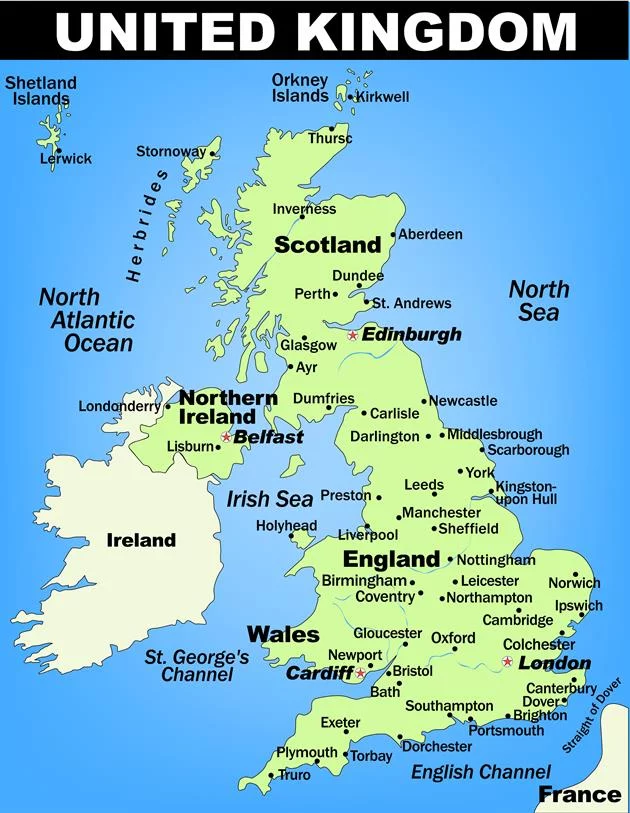 UNITED KINGDOM
Shetland
Islands
Orkney
Islands
Kirkwell
Thursc
Lerwick
Stornoway
Herbrides
Inverness
Scotland
Aberdeen
Dundee
Perth
St. Andrews
North
Atlantic
Ocean
North
Sea
Edinburgh
Glasgow
Ayr
Northern
Ireland
Londonderry
Belfast
Lisburn
Dumfries
Carlisle
Newcastle
Darlington
Middlesbrough
Scarborough
York
Leeds
Kingston-
upon Hull
Irish Sea
Preston
Manchester
Holyhead
Liverpool
Sheffield
Ireland
England
Nottingham
Birmingham
Leicester
Norwich
Coventry
Northampton
Ipswich
Cambridge
Wales
Gloucester
Oxford
Colchester
St. George's
Channel
Newport
London
Cardiff
Bristol
Bath
Canterbury
Dover
Straight of Dover
Southampton
Brighton
Portsmouth
Exeter
Dorchester
Plymouth
Torbay
Truro
English Channel
France